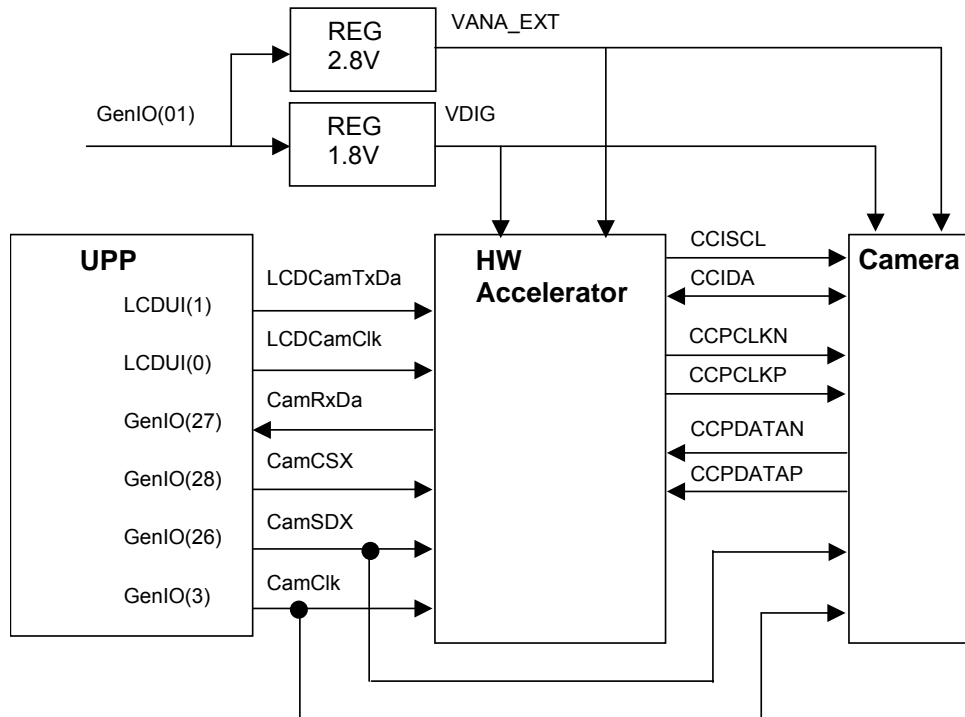 VANA_EXT
REG
2.8V
GenIO(01)
VDIG
REG
1.8V
UPP
HW
Accelerator
Camera
CCISCL
CCIDA
CCPCLKN
CCPCLKP
CCPDATAN
CCPDATAP
LCDUI(1)
LCDCamTxDa
LCDUI(0)
LCDCamClk
GenIO(27)
CamRxDa
GenIO(28)
CamCSX
GenIO(26)
CamSDX
GenIO(3)
CamClk